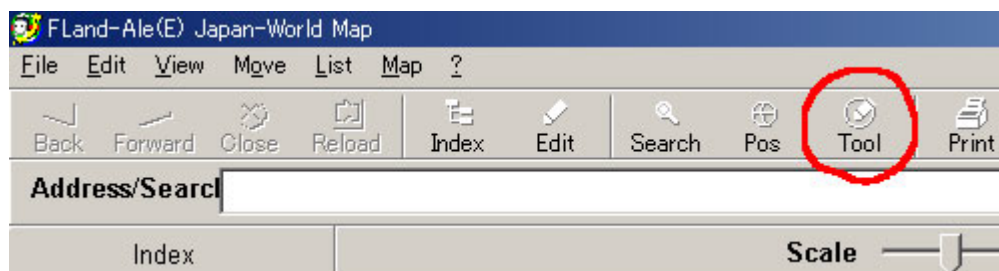 FLand-Ale(E) Japan-World Map
File Edit View Move List Map ?
Back Forward Close Reload Index Edit Search Pos Tool Print
Address/Searcl
Index Scale